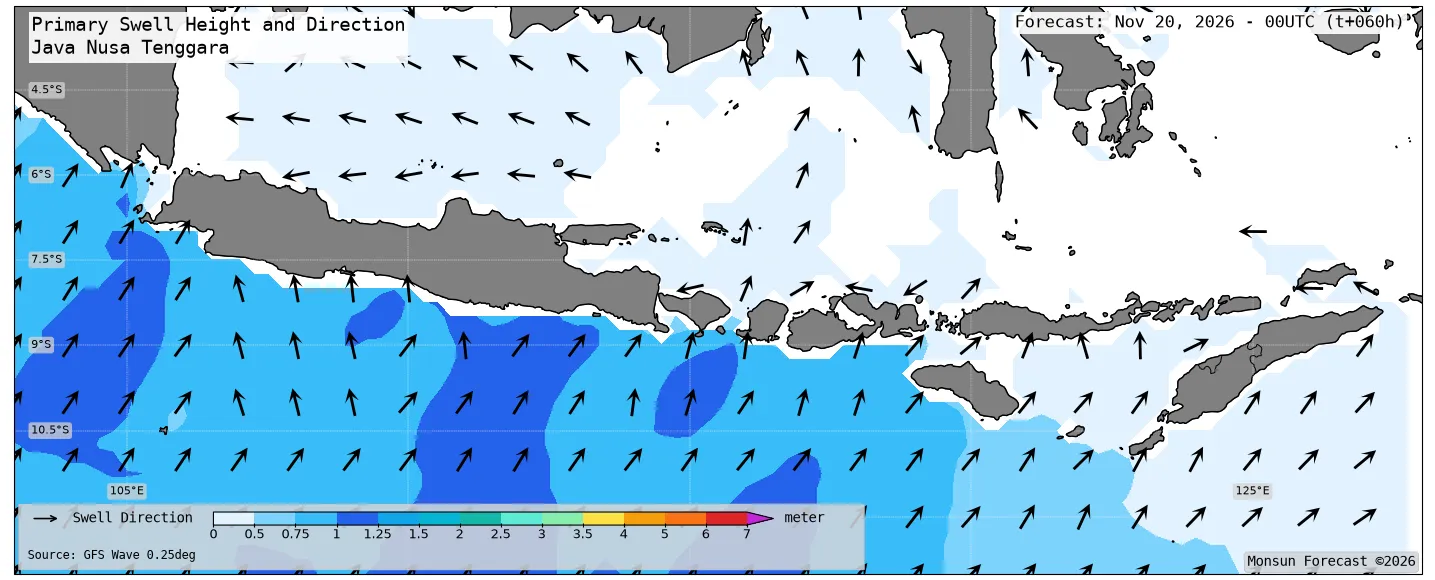 Primary Swell Height and Direction
Java Nusa Tenggara
Forecast: Nov 20, 2026 - 00UTC (t+060h)
4.5°S
6°S
7.5°S
9°S
10.5°S
105°E
125°E
Swell Direction
0 0.5 0.75 1 1.25 1.5 2 2.5 3 3.5 4 5 6 7
meter
Source: GFS Wave 0.25deg
Monsun Forecast ©2026